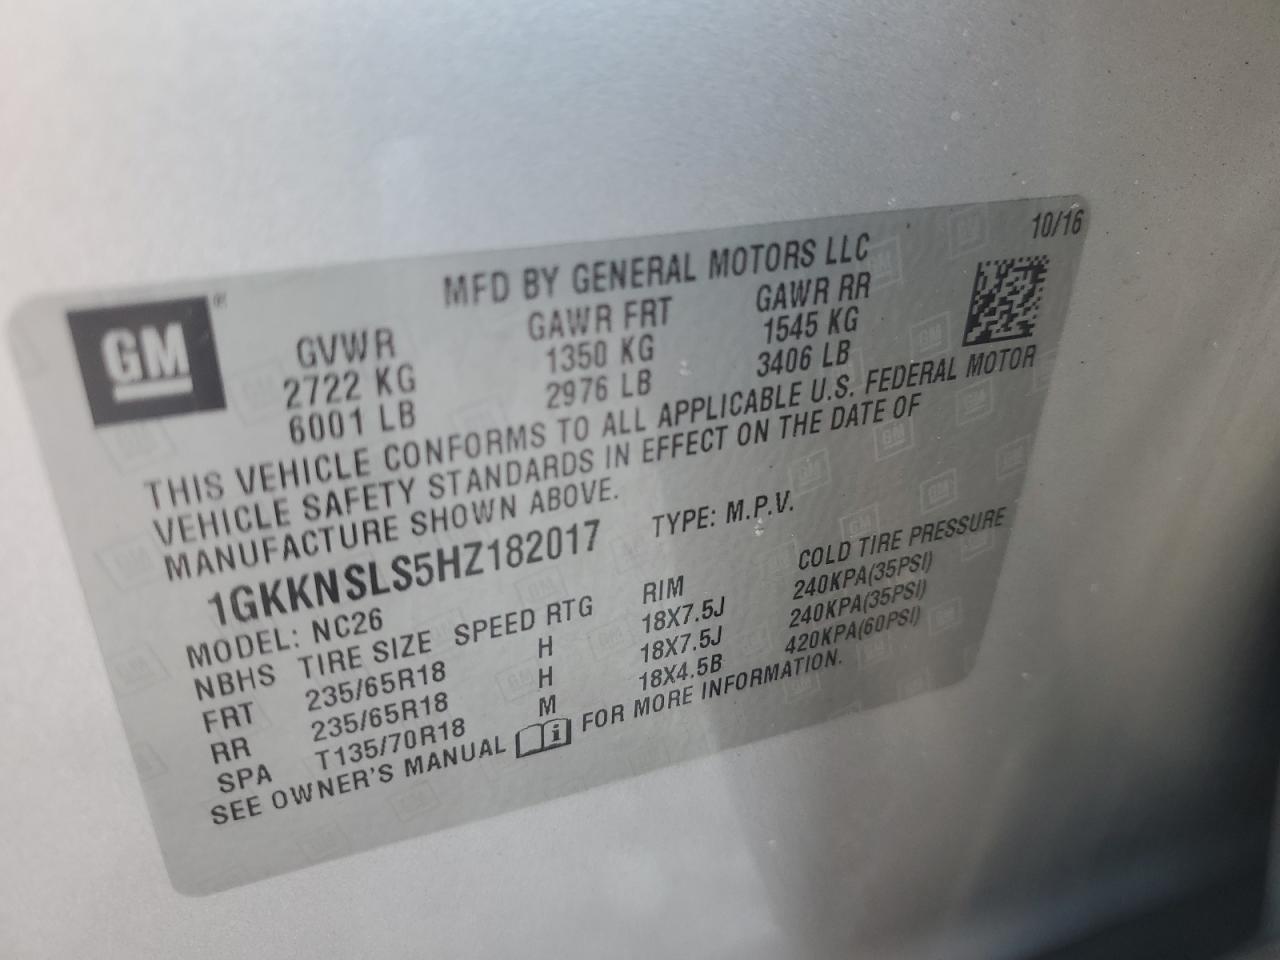 10/16
MFD BY GENERAL MOTORS LLC
GM®
GVWR GAWR FRT GAWR RR
2722 KG 1350 KG 1545 KG
6001 LB 2976 LB 3406 LB
THIS VEHICLE CONFORMS TO ALL APPLICABLE U.S. FEDERAL MOTOR
VEHICLE SAFETY STANDARDS IN EFFECT ON THE DATE OF
MANUFACTURE SHOWN ABOVE.
1GKKNSLS5HZ182017 TYPE: M.P.V.
MODEL: NC26
NBHS TIRE SIZE SPEED RTG RIM COLD TIRE PRESSURE
FRT 235/65R18 H 18X7.5J 240KPA(35PSI)
RR 235/65R18 H 18X7.5J 240KPA(35PSI)
SPA T135/70R18 M 18X4.5B 420KPA(60PSI)
SEE OWNER'S MANUAL i FOR MORE INFORMATION.